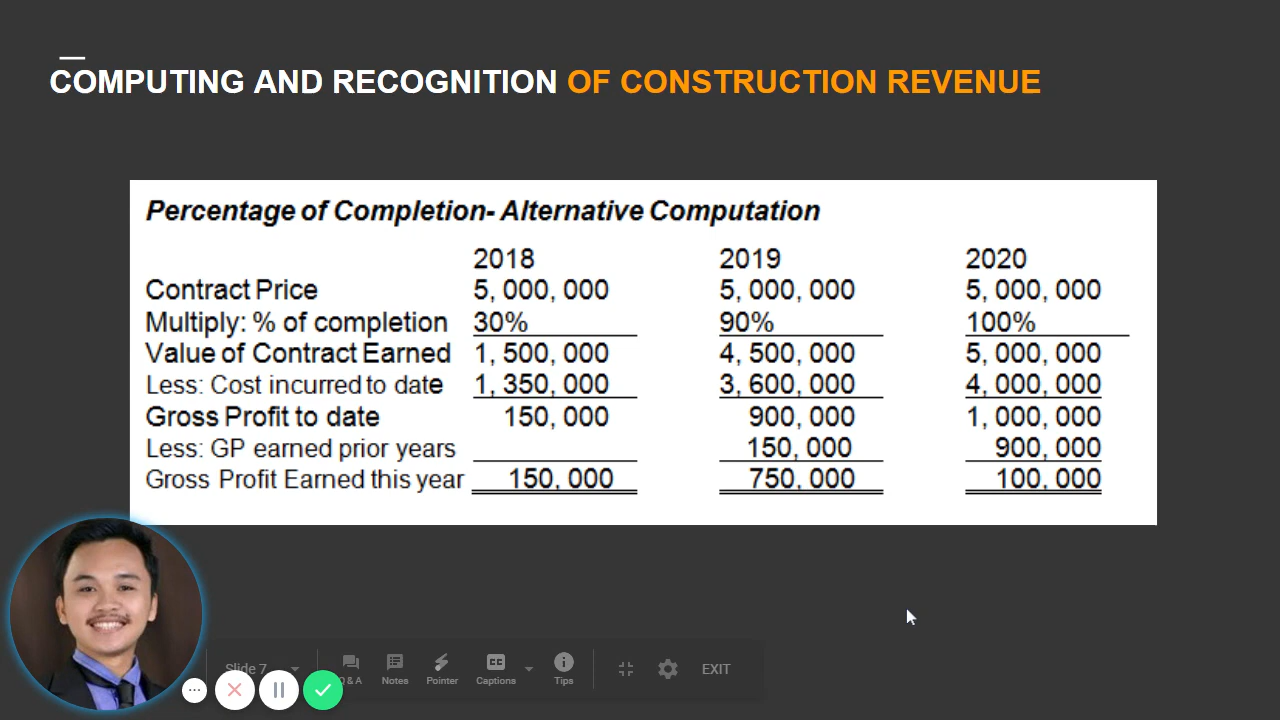 COMPUTING AND RECOGNITION OF CONSTRUCTION REVENUE
Percentage of Completion- Alternative Computation
2018 2019 2020
Contract Price 5, 000, 000 5, 000, 000 5, 000, 000
Multiply: % of completion 30% 90% 100%
Value of Contract Earned 1, 500, 000 4, 500, 000 5, 000, 000
Less: Cost incurred to date 1, 350, 000 3, 600, 000 4, 000, 000
Gross Profit to date 150, 000 900, 000 1, 000, 000
Less: GP earned prior years 150, 000 900, 000
Gross Profit Earned this year 150, 000 750, 000 100, 000
Slide 7 Q & A Notes Pointer CC Captions Tips EXIT